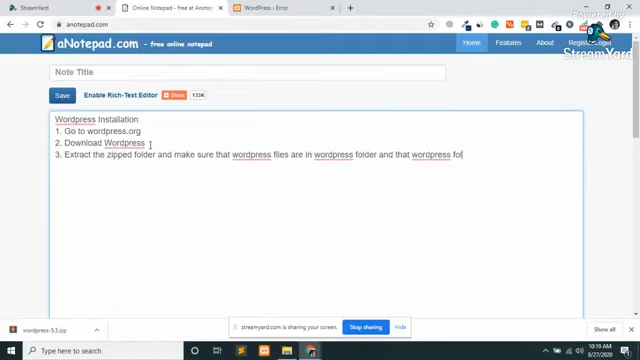 StreamYard
Online Notepad - free at Anotepa
WordPress › Error
anotepad.com
Powered by
StreamYard
aNotepad.com - free online notepad
Home
Features
About
Register/Login
Note Title
Save
Enable Rich-Text Editor
Share
133K
Wordpress Installation
1. Go to wordpress.org
2. Download Wordpress
3. Extract the zipped folder and make sure that wordpress files are in wordpress folder and that wordpress fol
wordpress-5.5.zip
streamyard.com is sharing your screen.
Stop sharing
Hide
Show all
Type here to search
10:19 AM
8/27/2020